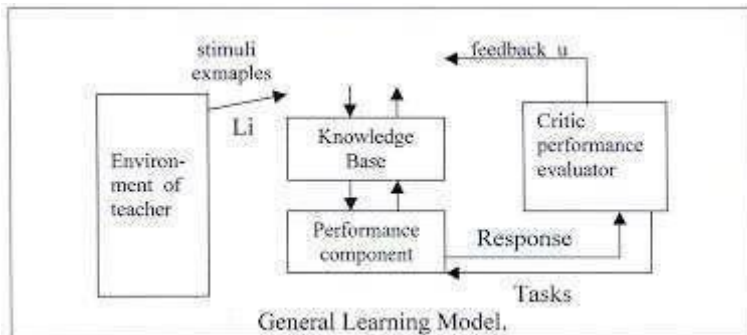 stimuli
exmaples
feedback u
Li
Environ-
ment of
teacher
Knowledge
Base
Critic
performance
evaluator
Performance
component
Response
Tasks
General Learning Model.